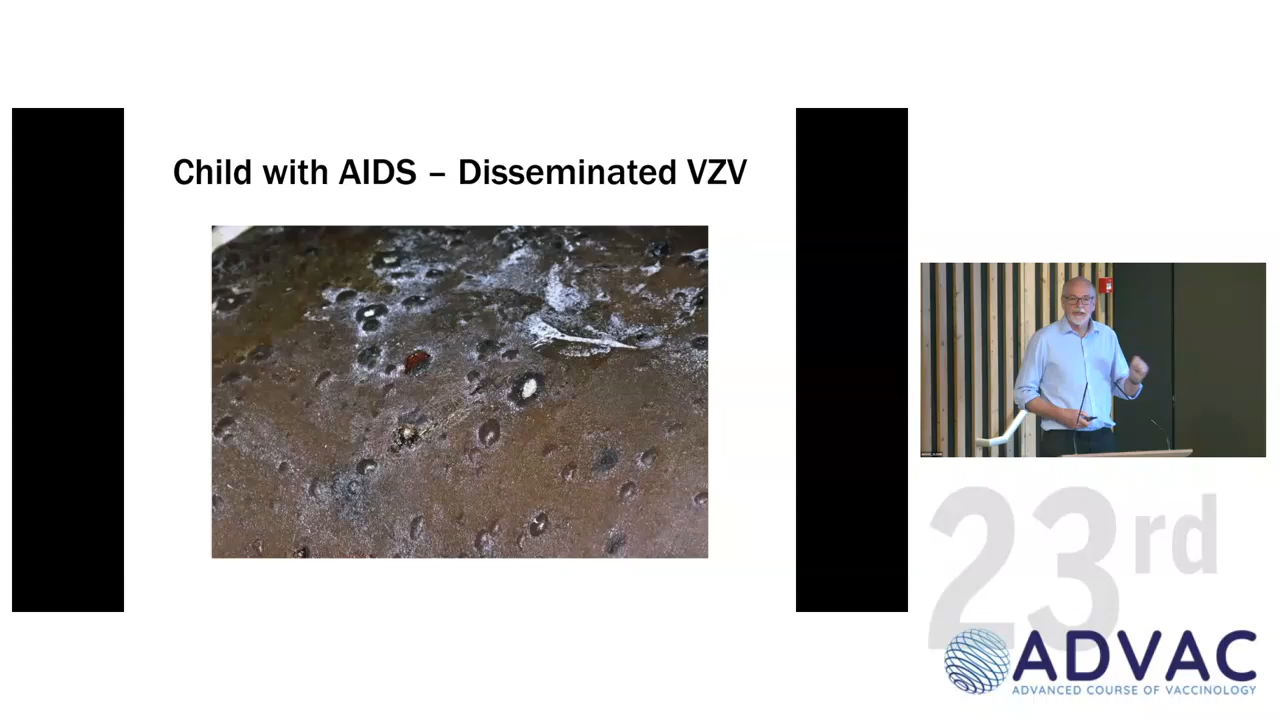 Child with AIDS – Disseminated VZV
23rd
ADVAC
ADVANCED COURSE OF VACCINOLOGY